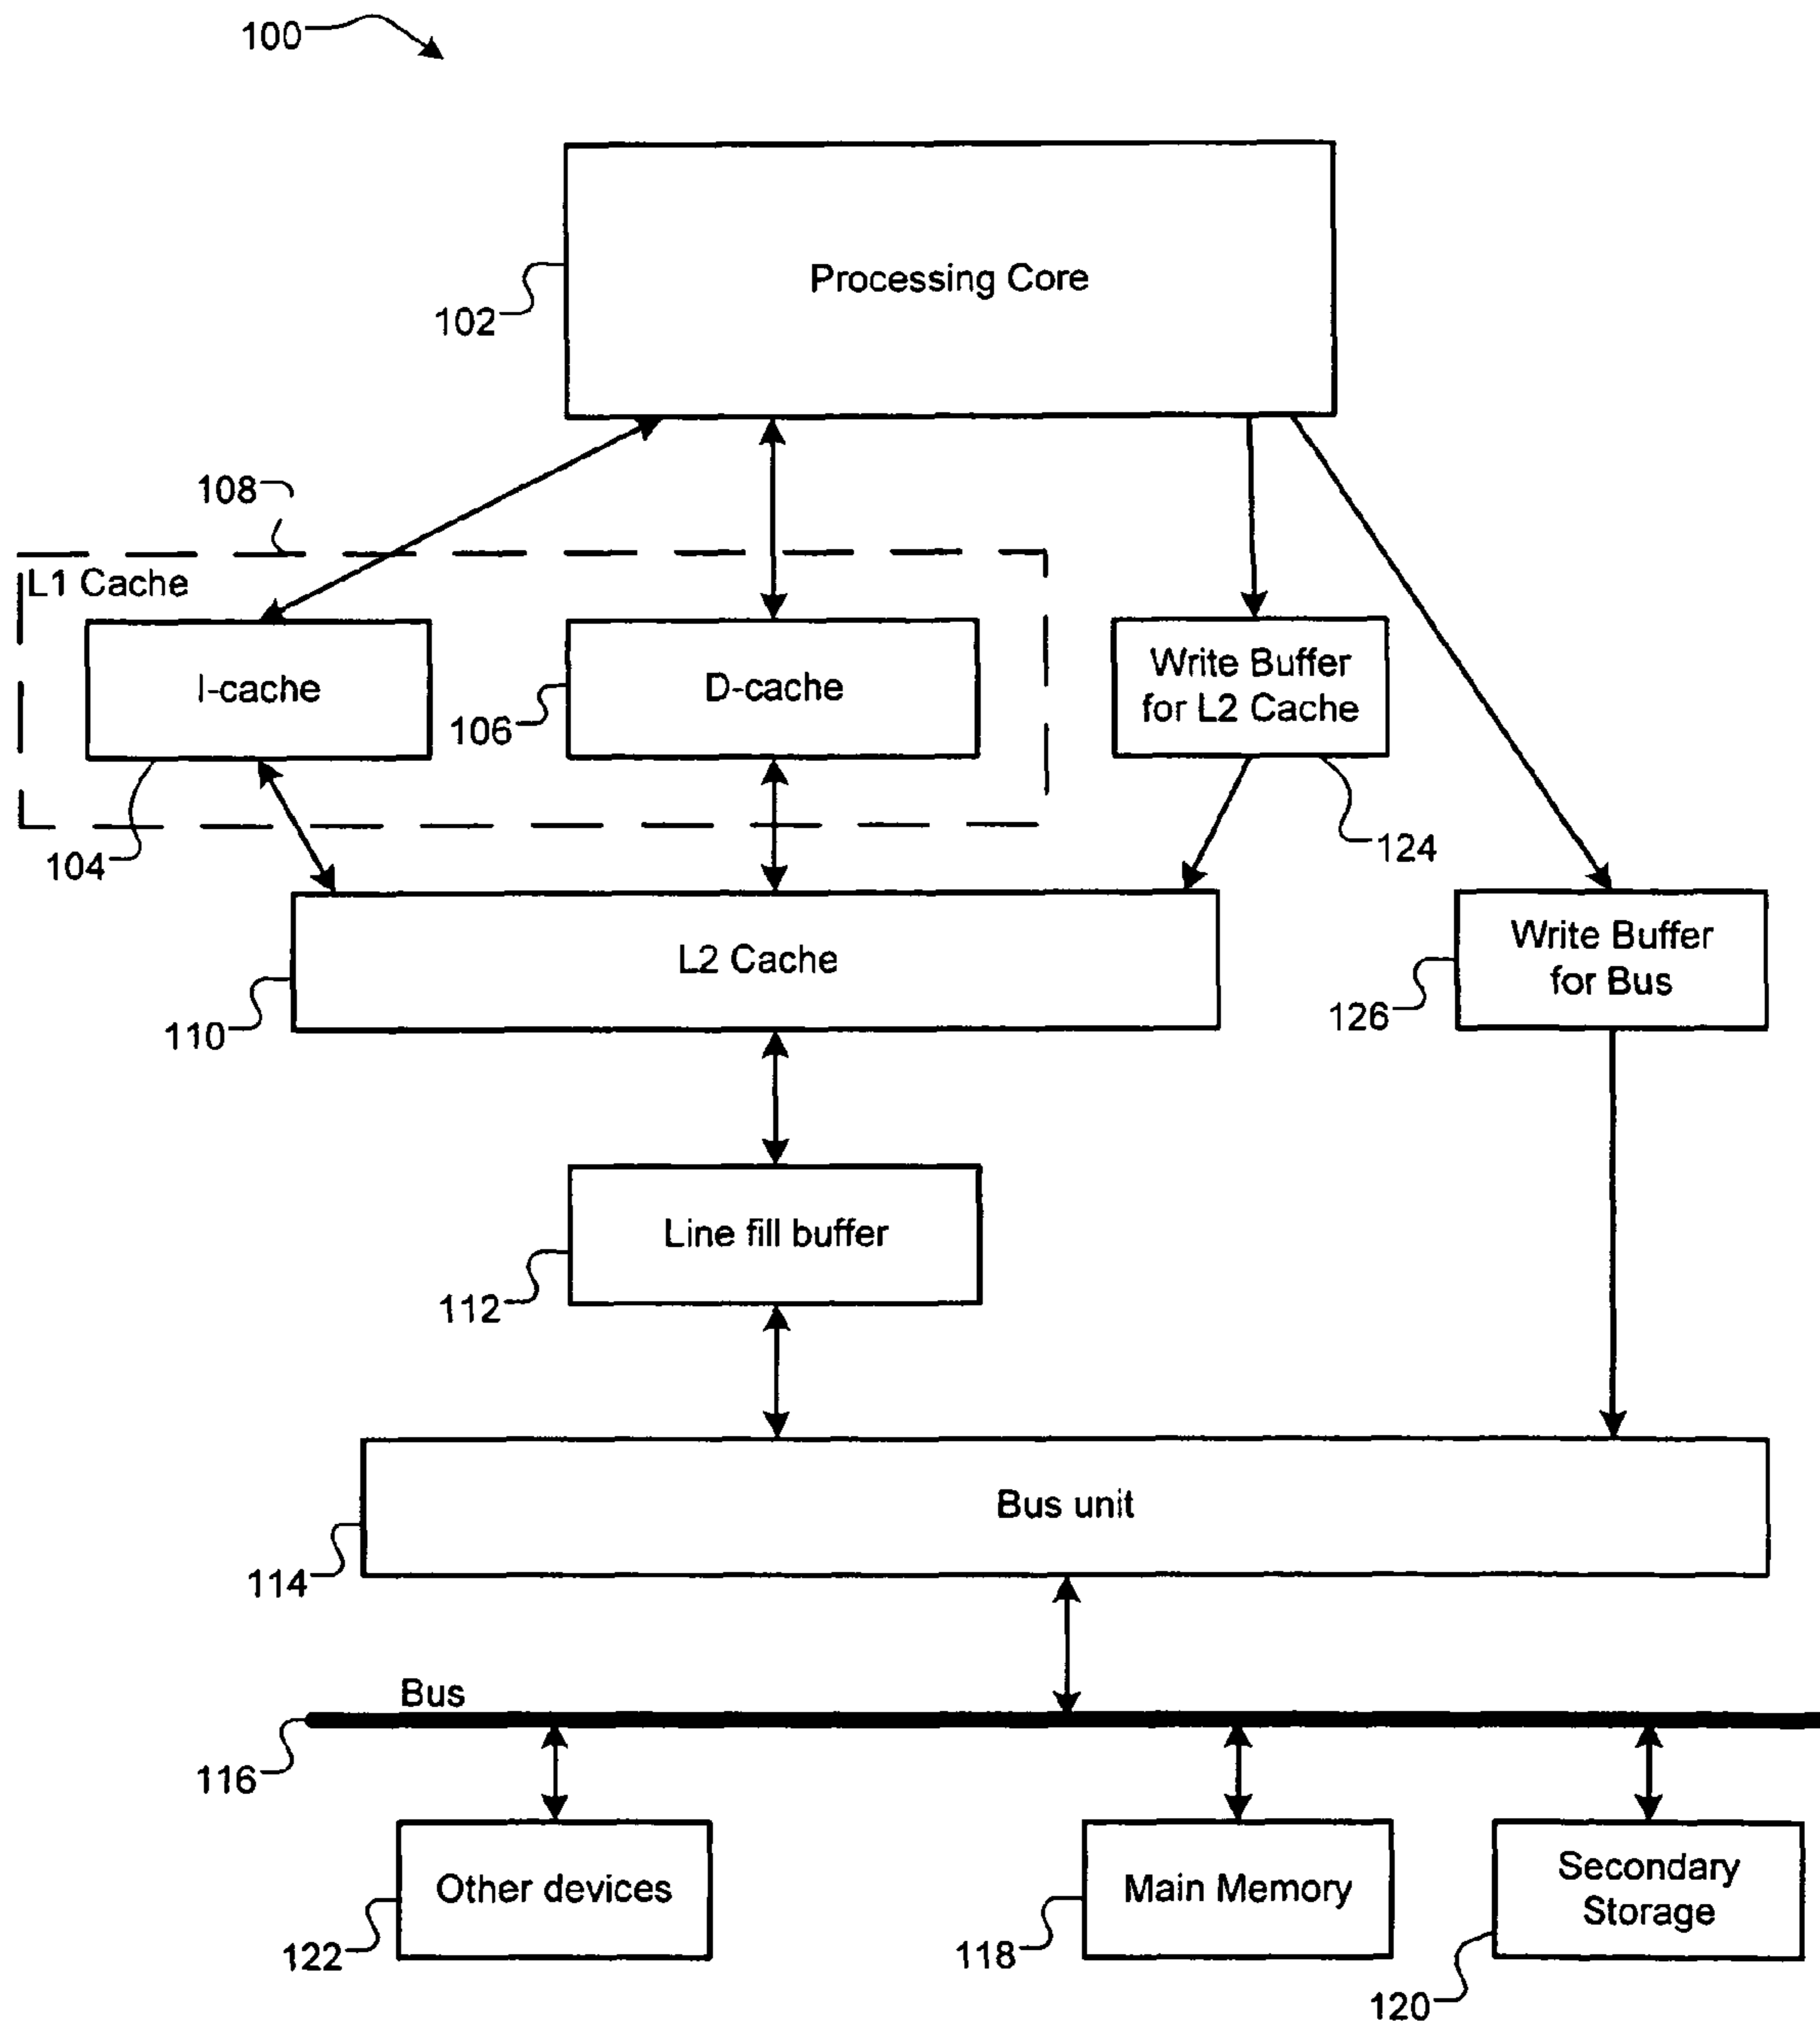 100
Processing Core
102
108
L1 Cache
I-cache
D-cache
106
Write Buffer
for L2 Cache
104
124
L2 Cache
110
Write Buffer
for Bus
126
Line fill buffer
112
Bus unit
114
Bus
116
Other devices
122
Main Memory
118
Secondary
Storage
120